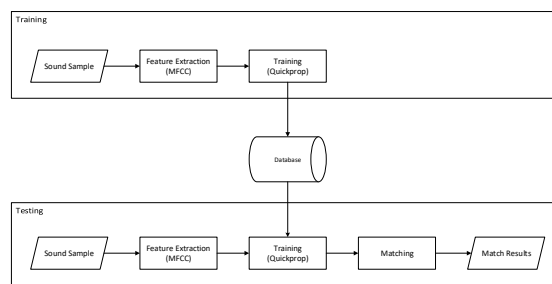 Training
Sound Sample
Feature Extraction
(MFCC)
Training
(Quickprop)
Database
Testing
Sound Sample
Feature Extraction
(MFCC)
Training
(Quickprop)
Matching
Match Results